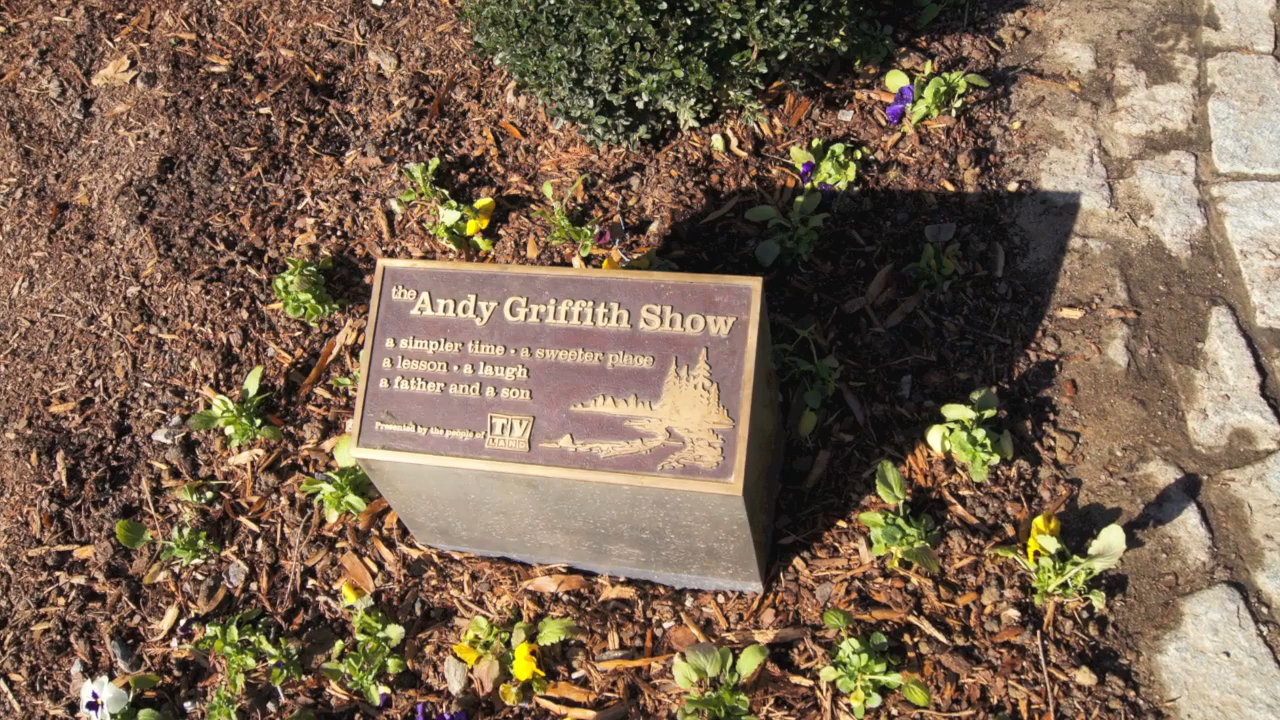 the Andy Griffith Show
a simpler time • a sweeter place
a lesson • a laugh
a father and a son
Presented by the people of TV LAND